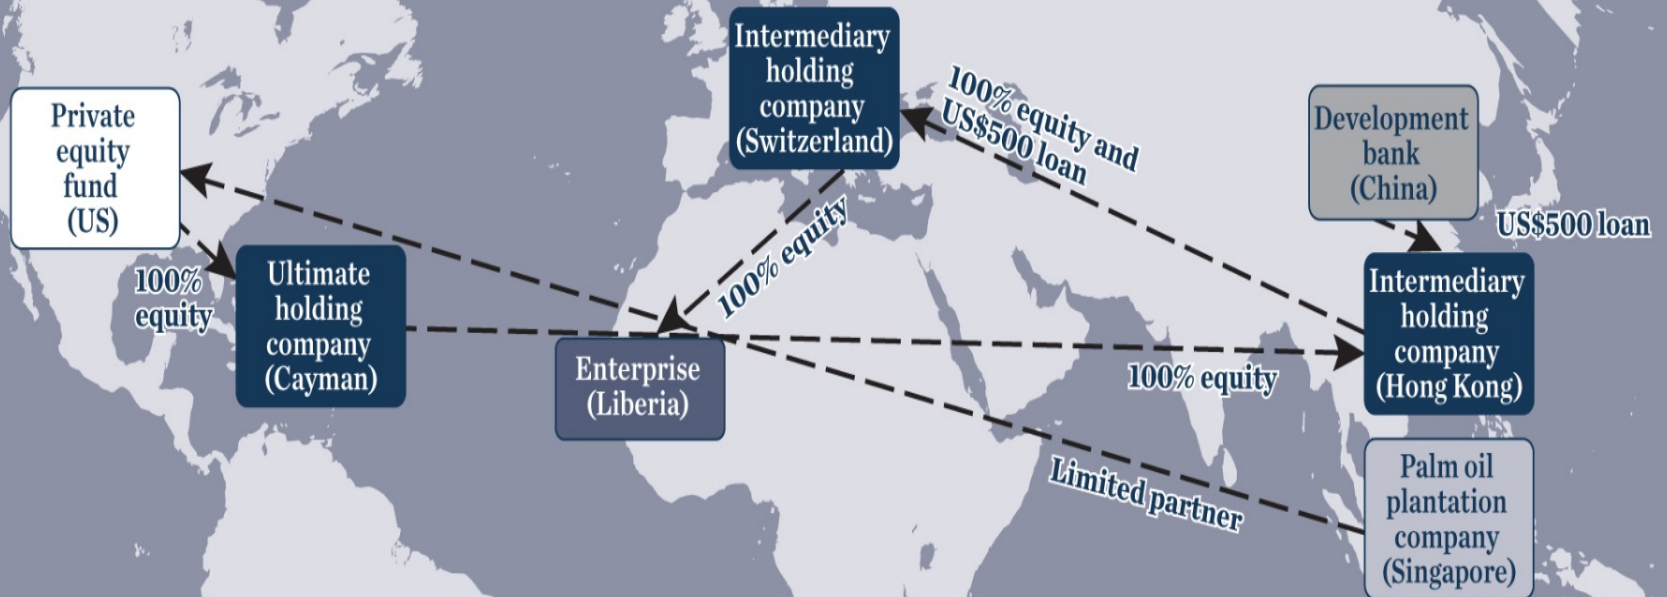 Private
equity
fund
(US)
100%
equity
Ultimate
holding
company
(Cayman)
Intermediary
holding
company
(Switzerland)
100% equity
Enterprise
(Liberia)
100% equity and
US$500 loan
Development
bank
(China)
US$500 loan
Intermediary
holding
company
(Hong Kong)
100% equity
Limited partner
Palm oil
plantation
company
(Singapore)